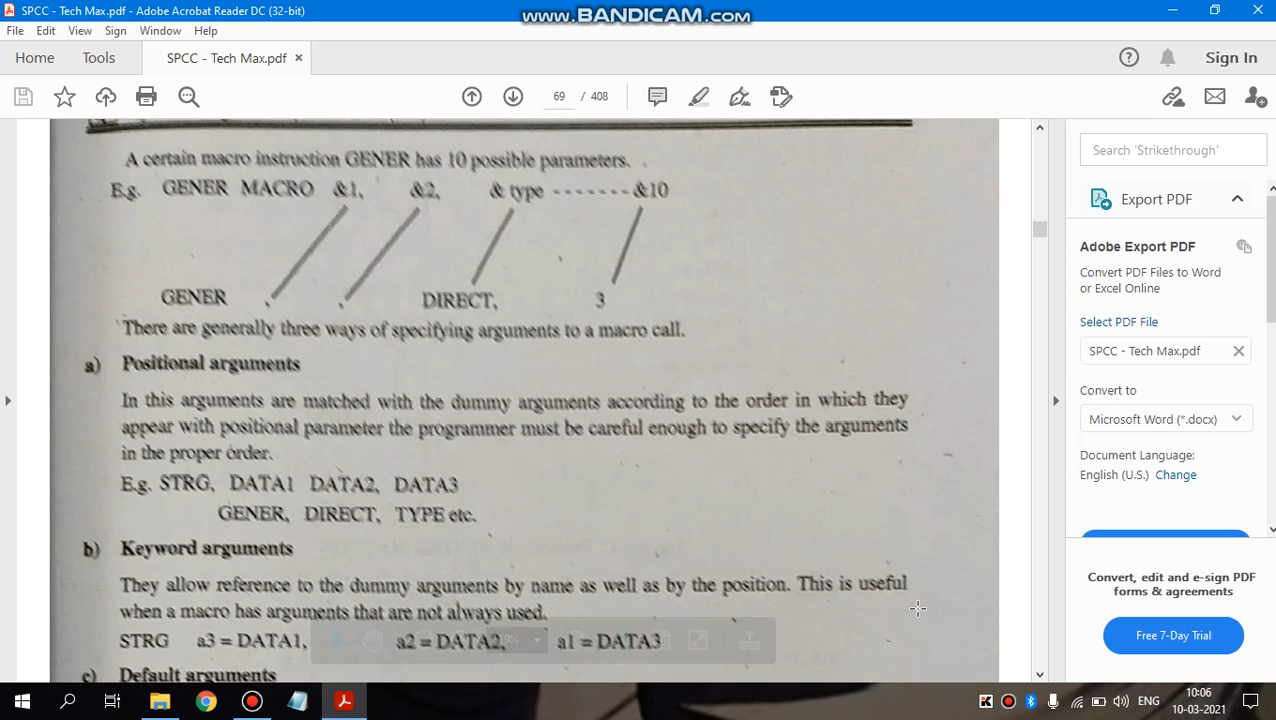 SPCC - Tech Max.pdf - Adobe Acrobat Reader DC (32-bit)
www.BANDICAM.com
File Edit View Sign Window Help
Home Tools SPCC - Tech Max.pdf × Sign In
69 / 408
A certain macro instruction GENER has 10 possible parameters.
E.g. GENER MACRO &1, &2, & type - - - - - - - &10
GENER , , DIRECT, 3
There are generally three ways of specifying arguments to a macro call.
a) Positional arguments
In this arguments are matched with the dummy arguments according to the order in which they
appear with positional parameter the programmer must be careful enough to specify the arguments
in the proper order.
E.g. STRG, DATA1 DATA2, DATA3
GENER, DIRECT, TYPE etc.
b) Keyword arguments
They allow reference to the dummy arguments by name as well as by the position. This is useful
when a macro has arguments that are not always used.
STRG a3 = DATA1, a2 = DATA2, a1 = DATA3
c) Default arguments
Search 'Strikethrough'
Export PDF
Adobe Export PDF
Convert PDF Files to Word
or Excel Online
Select PDF File
SPCC - Tech Max.pdf
Convert to
Microsoft Word (*.docx)
Document Language:
English (U.S.) Change
Convert, edit and e-sign PDF
forms & agreements
Free 7-Day Trial
ENG
10:06
10-03-2021